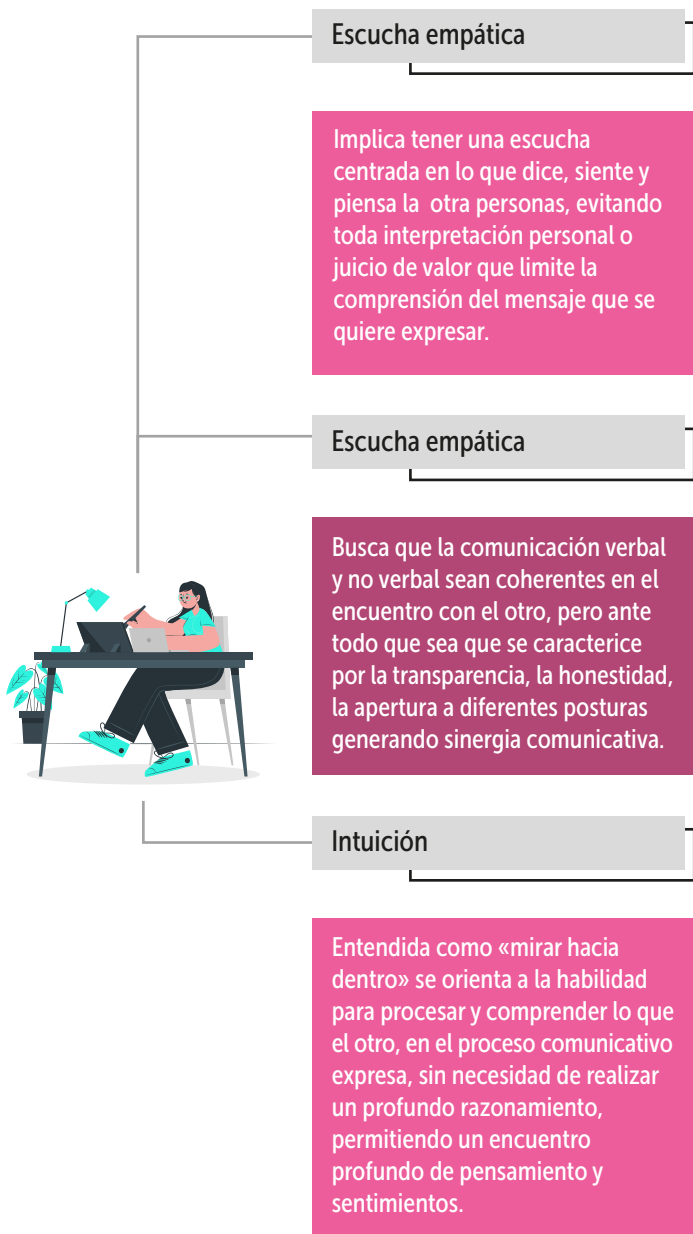 Escucha empática
Implica tener una escucha
centrada en lo que dice, siente y
piensa la otra personas, evitando
toda interpretación personal o
juicio de valor que limite la
comprensión del mensaje que se
quiere expresar.
Escucha empática
Busca que la comunicación verbal
y no verbal sean coherentes en el
encuentro con el otro, pero ante
todo que sea que se caracterice
por la transparencia, la honestidad,
la apertura a diferentes posturas
generando sinergia comunicativa.
Intuición
Entendida como «mirar hacia
dentro» se orienta a la habilidad
para procesar y comprender lo que
el otro, en el proceso comunicativo
expresa, sin necesidad de realizar
un profundo razonamiento,
permitiendo un encuentro
profundo de pensamiento y
sentimientos.